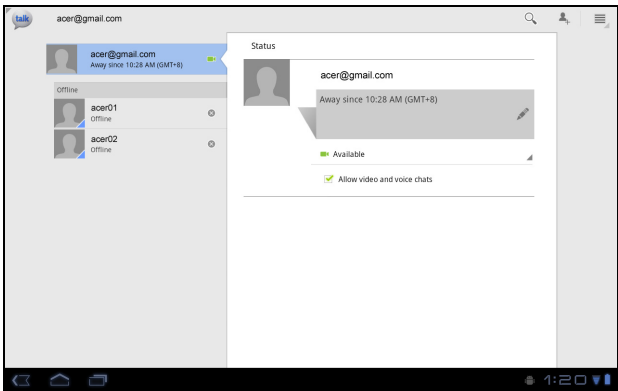 talk
acer@gmail.com
acer@gmail.com
Away since 10:28 AM (GMT+8)
Offline
acer01
Offline
acer02
Offline
Status
acer@gmail.com
Away since 10:28 AM (GMT+8)
Available
Allow video and voice chats
1:20